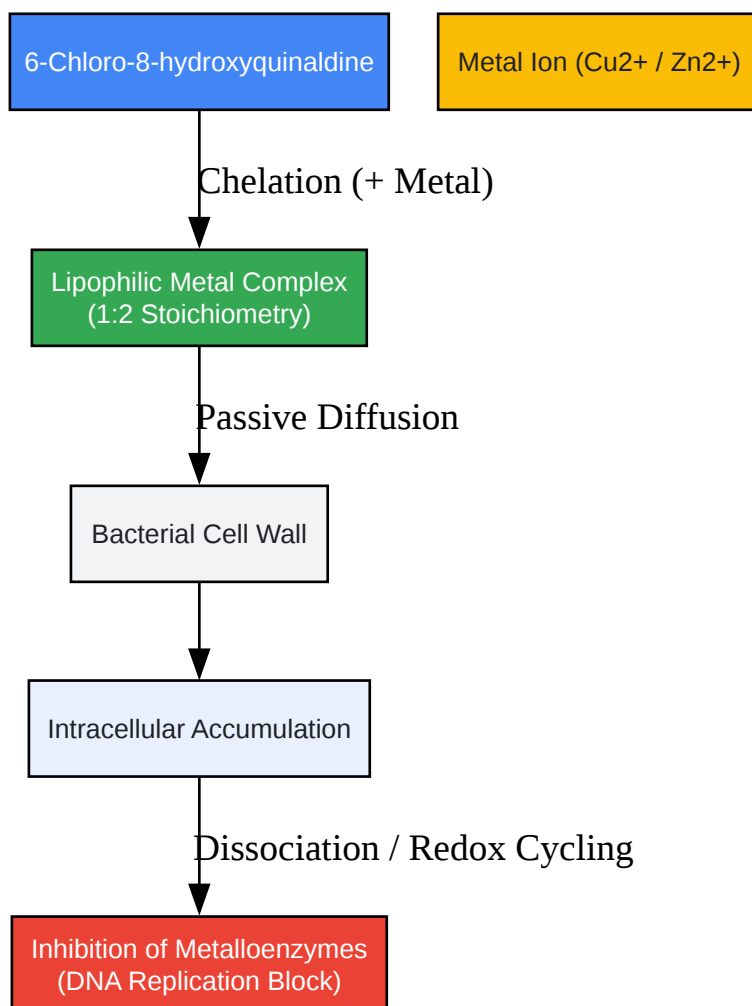 6-Chloro-8-hydroxyquinaldine
Metal Ion (Cu2+ / Zn2+)
Chelation (+ Metal)
Lipophilic Metal Complex
(1:2 Stoichiometry)
Passive Diffusion
Bacterial Cell Wall
Intracellular Accumulation
Dissociation / Redox Cycling
Inhibition of Metalloenzymes
(DNA Replication Block)